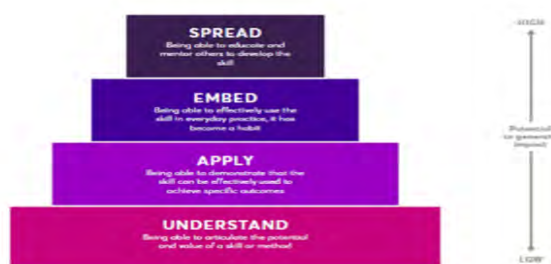 SPREAD
Being able to educate and
mentor others to develop the
skill
HIGH
EMBED
Being able to effectively use the
skill in everyday practice, it has
become a habit
Potential
to generate
impact
APPLY
Being able to demonstrate that the
skill can be effectively used to
achieve specific outcomes
UNDERSTAND
Being able to articulate the potential
and value of a skill or method
LOW